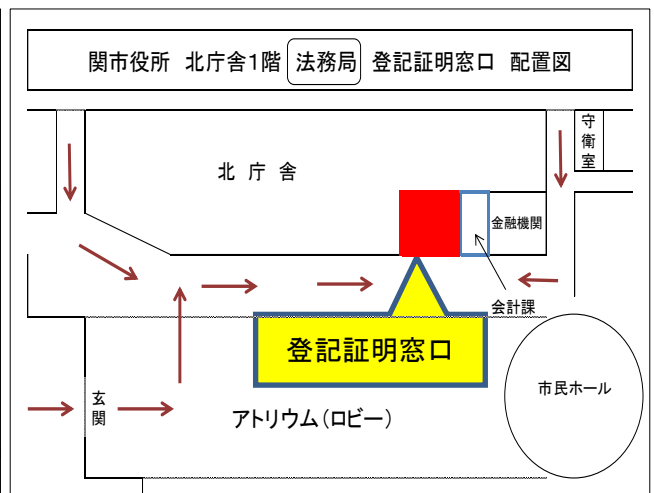 関市役所 北庁舎1階 法務局 登記証明窓口 配置図
守衛室
北庁舎
金融機関
会計課
登記証明窓口
玄関
アトリウム(ロビー)
市民ホール